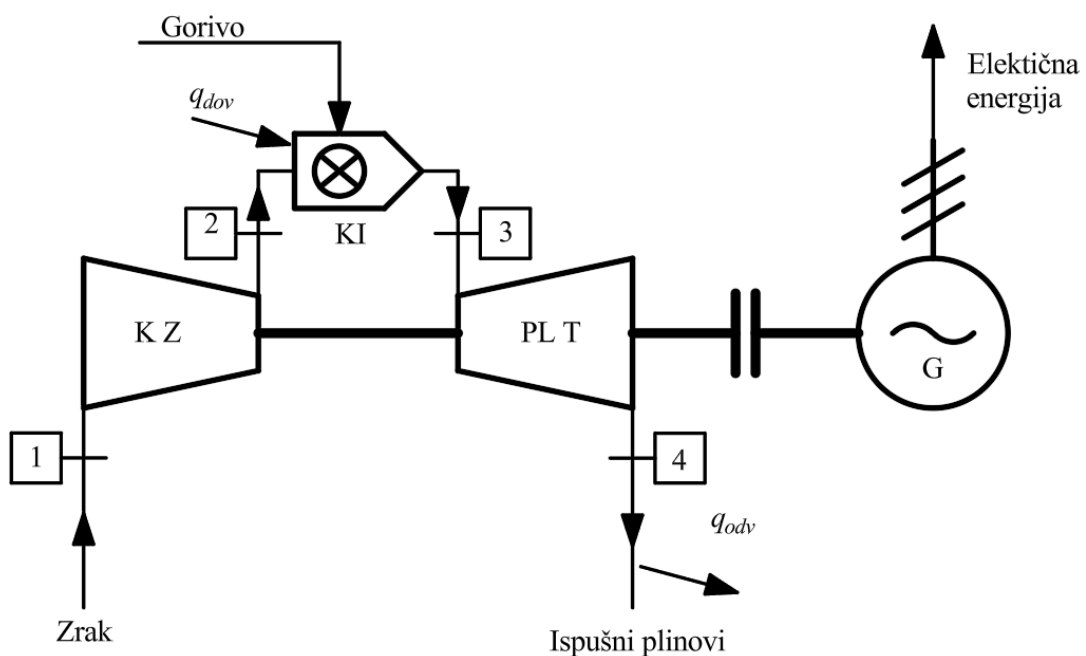 Gorivo
Elektična
energija
q_dov
2
KI
3
K Z
PL T
G
1
4
q_odv
Zrak
Ispušni plinovi